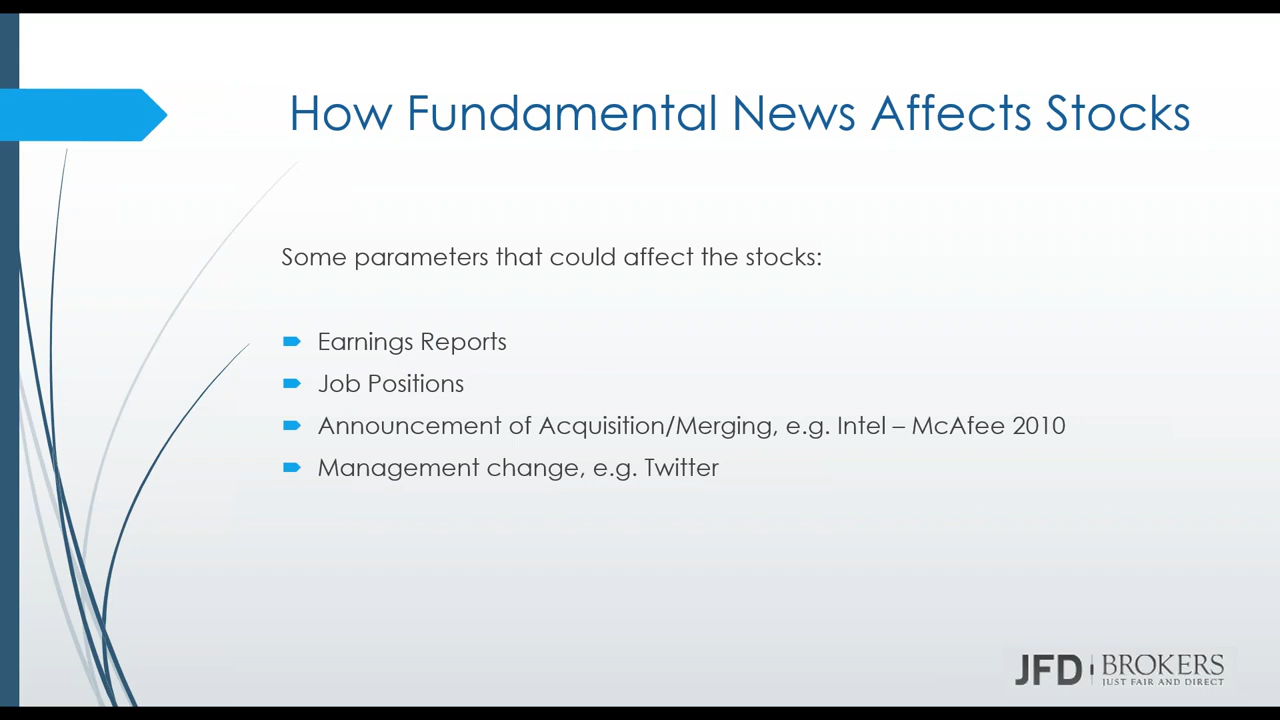 How Fundamental News Affects Stocks
Some parameters that could affect the stocks:
Earnings Reports
Job Positions
Announcement of Acquisition/Merging, e.g. Intel – McAfee 2010
Management change, e.g. Twitter
JFD BROKERS
JUST FAIR AND DIRECT